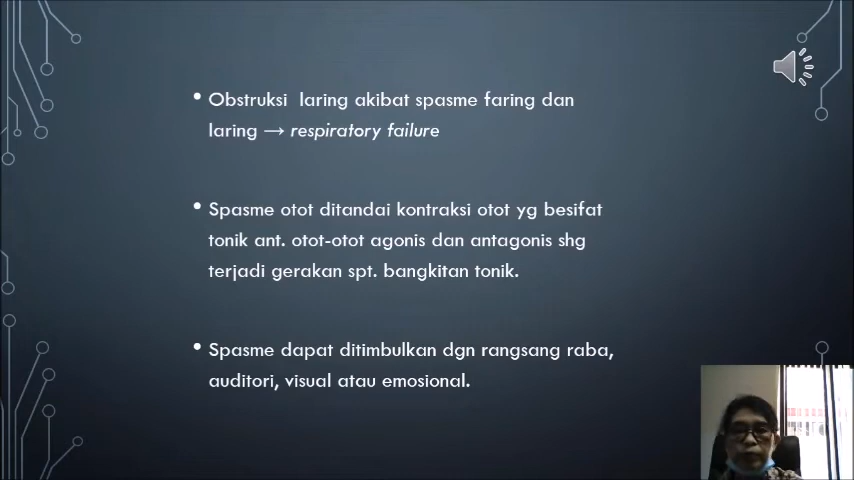 • Obstruksi laring akibat spasme faring dan
laring → respiratory failure
• Spasme otot ditandai kontraksi otot yg besifat
tonik ant. otot-otot agonis dan antagonis shg
terjadi gerakan spt. bangkitan tonik.
• Spasme dapat ditimbulkan dgn rangsang raba,
auditori, visual atau emosional.